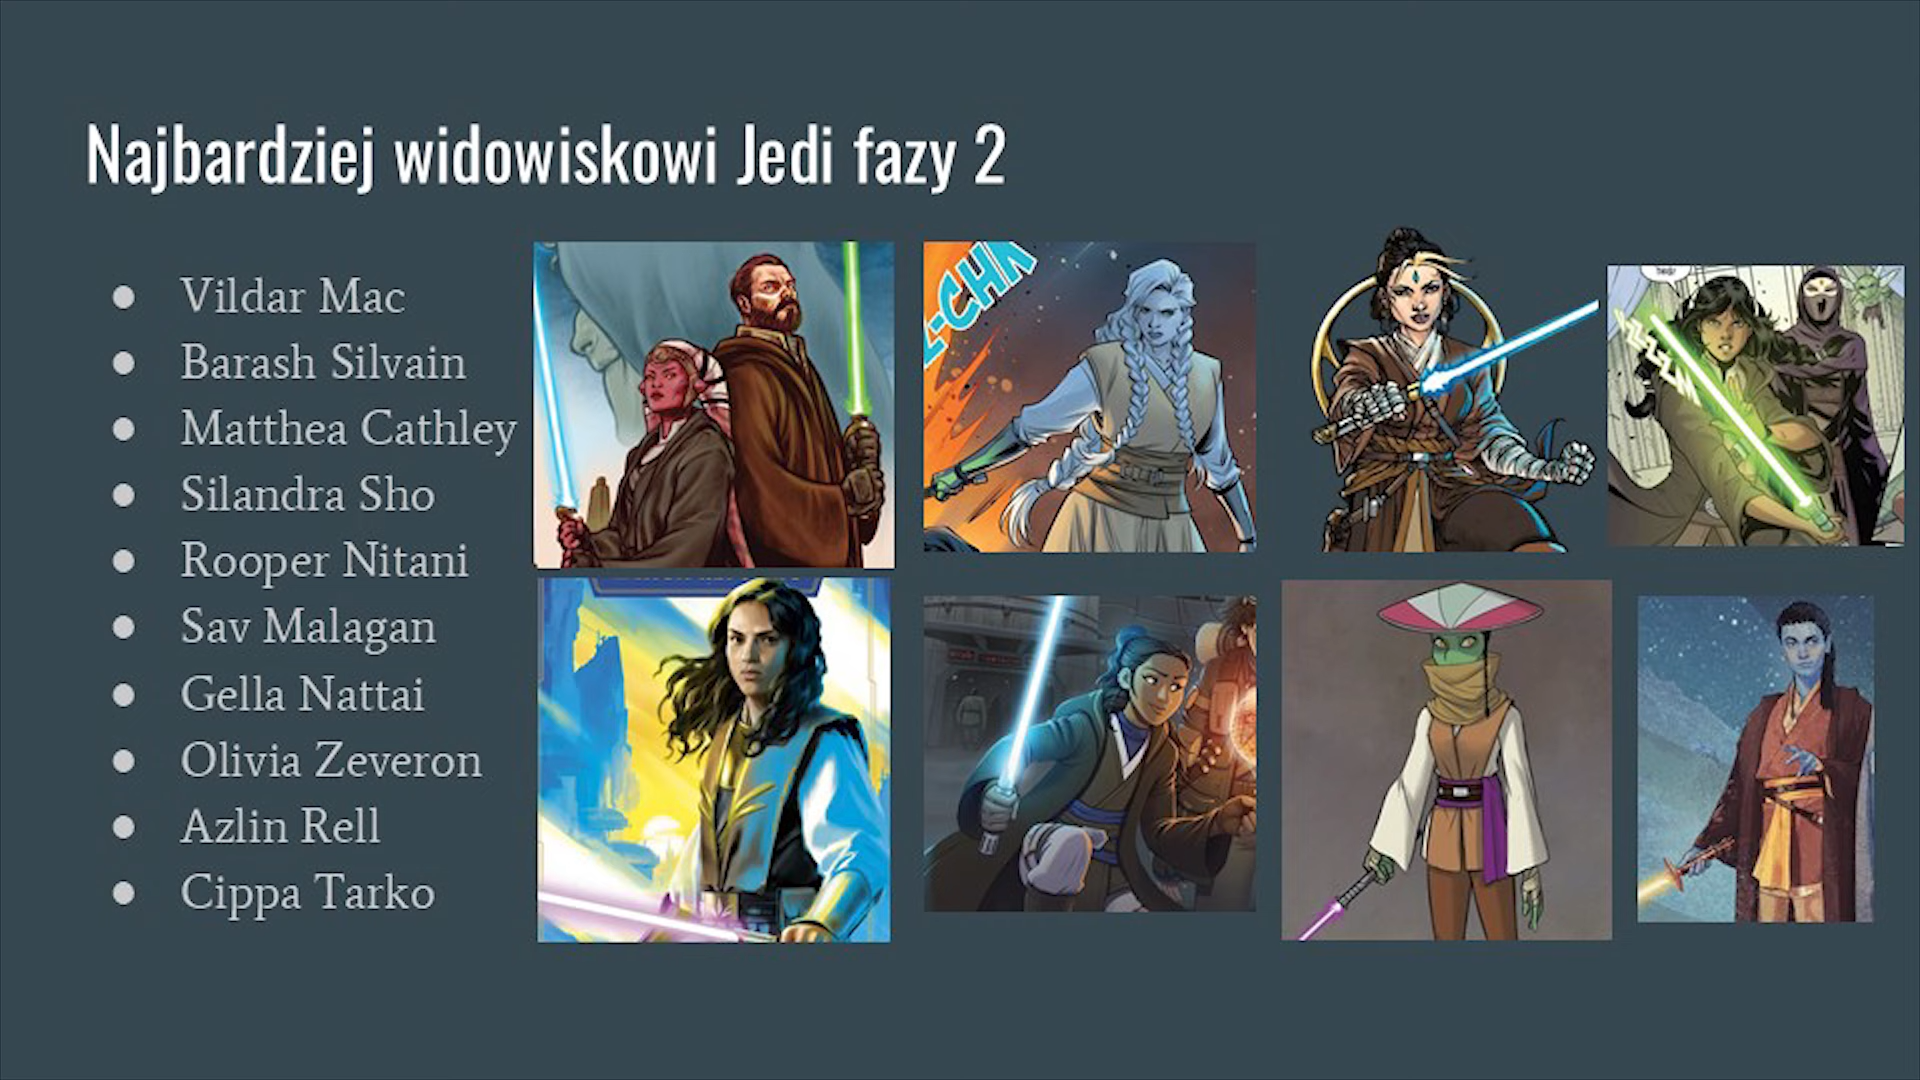 Najbardziej widowiskowi Jedi fazy 2
Vildar Mac
Barash Silvain
Matthea Cathley
Silandra Sho
Rooper Nitani
Sav Malagan
Gella Nattai
Olivia Zeveron
Azlin Rell
Cippa Tarko
Z-CHK